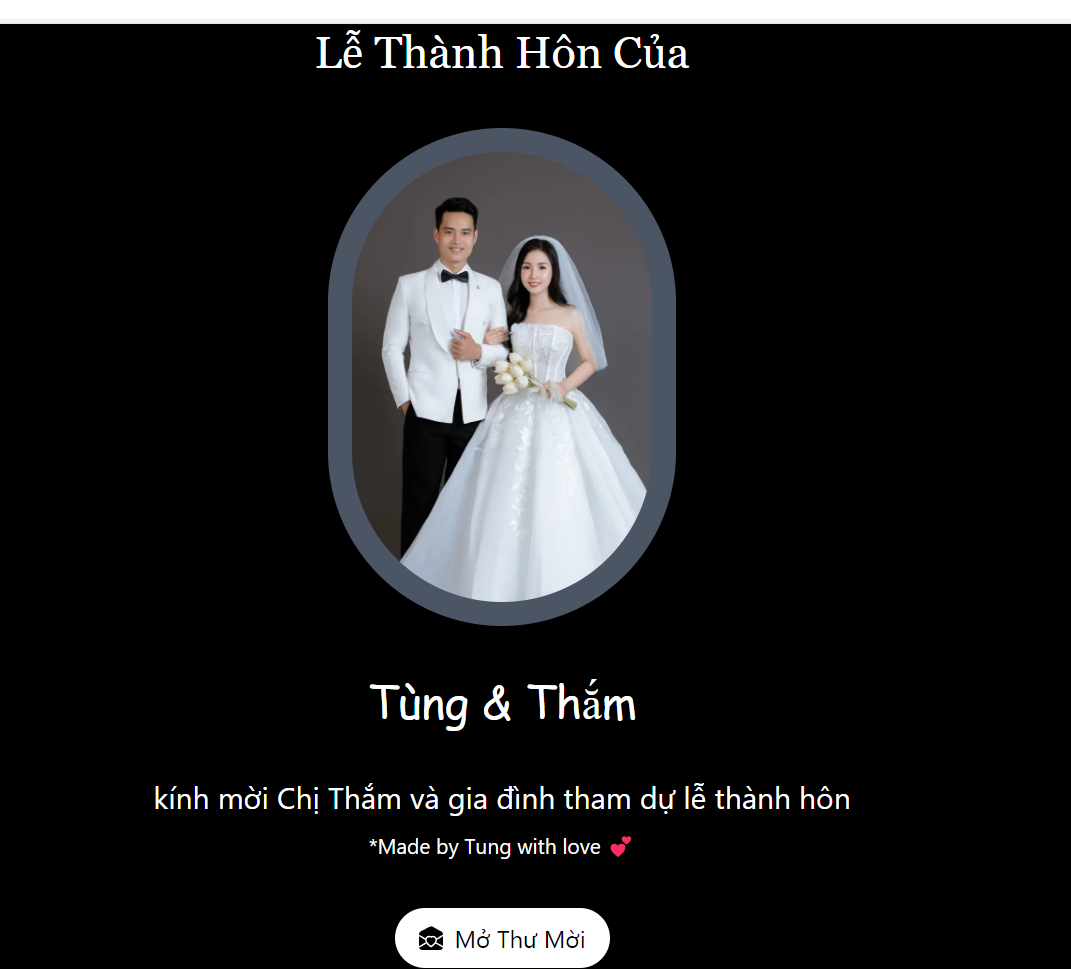 Lễ Thành Hôn Của
Tùng & Thắm
kính mời Chị Thắm và gia đình tham dự lễ thành hôn
*Made by Tung with love 💕
Mở Thư Mời